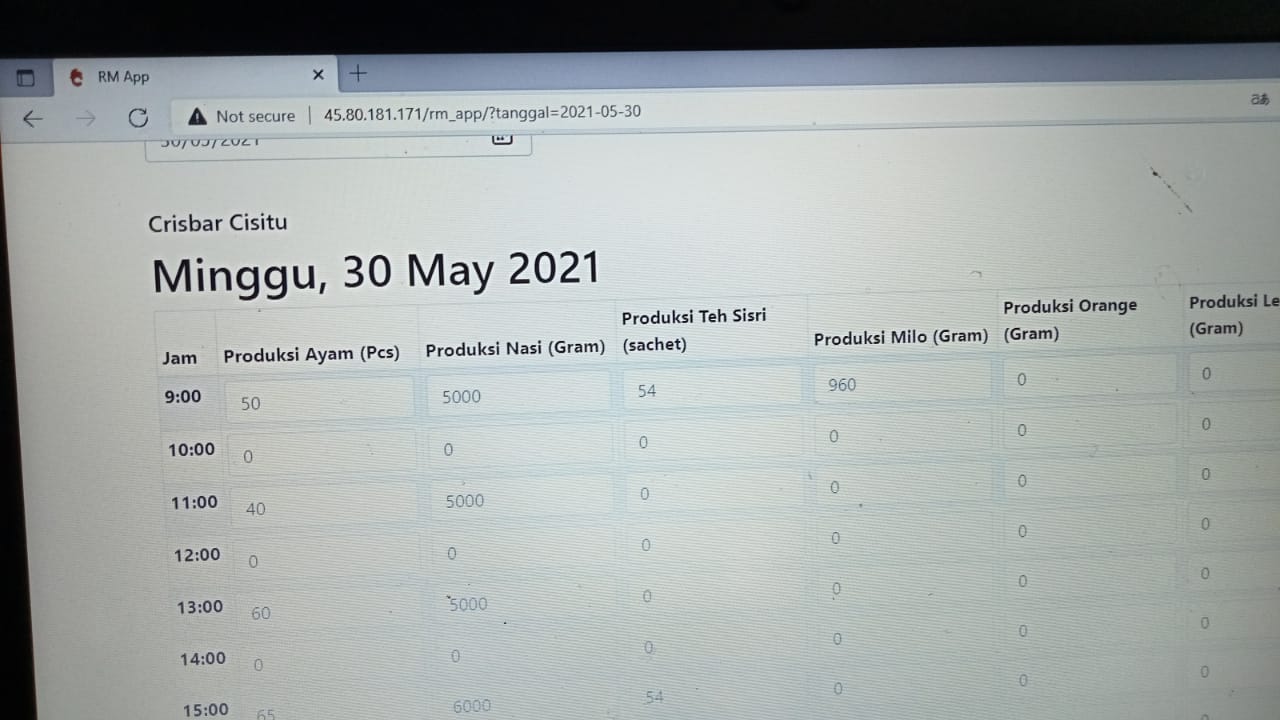 RM App
Not secure 45.80.181.171/rm_app/?tanggal=2021-05-30
30/05/2021
Crisbar Cisitu
Minggu, 30 May 2021
Jam Produksi Ayam (Pcs) Produksi Nasi (Gram) Produksi Teh Sisri (sachet) Produksi Milo (Gram) Produksi Orange (Gram) Produksi Le (Gram)
9:00 50 5000 54 960 0 0
10:00 0 0 0 0 0 0
11:00 40 5000 0 0 0 0
12:00 0 0 0 0 0 0
13:00 60 5000 0 0 0 0
14:00 0 0 0 0 0 0
15:00 65 6000 54 0 0 0